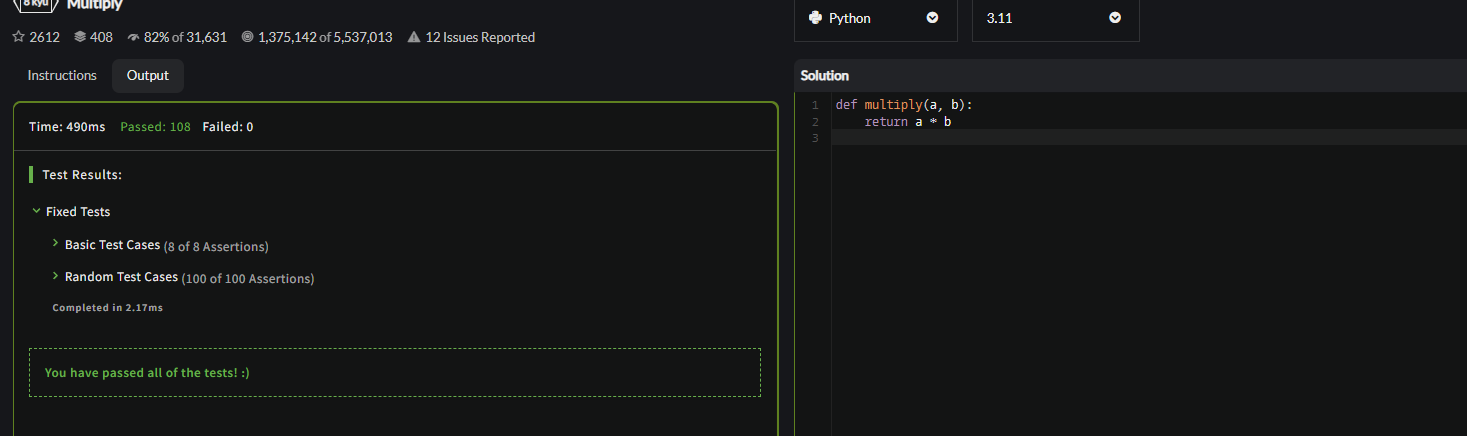 8 kyu Multiply
2612 408 82% of 31,631 1,375,142 of 5,537,013 12 Issues Reported
Instructions Output
Time: 490ms Passed: 108 Failed: 0
Test Results:
Fixed Tests
Basic Test Cases (8 of 8 Assertions)
Random Test Cases (100 of 100 Assertions)
Completed in 2.17ms
You have passed all of the tests! :)
Python 3.11
Solution
1 def multiply(a, b):
2     return a * b
3